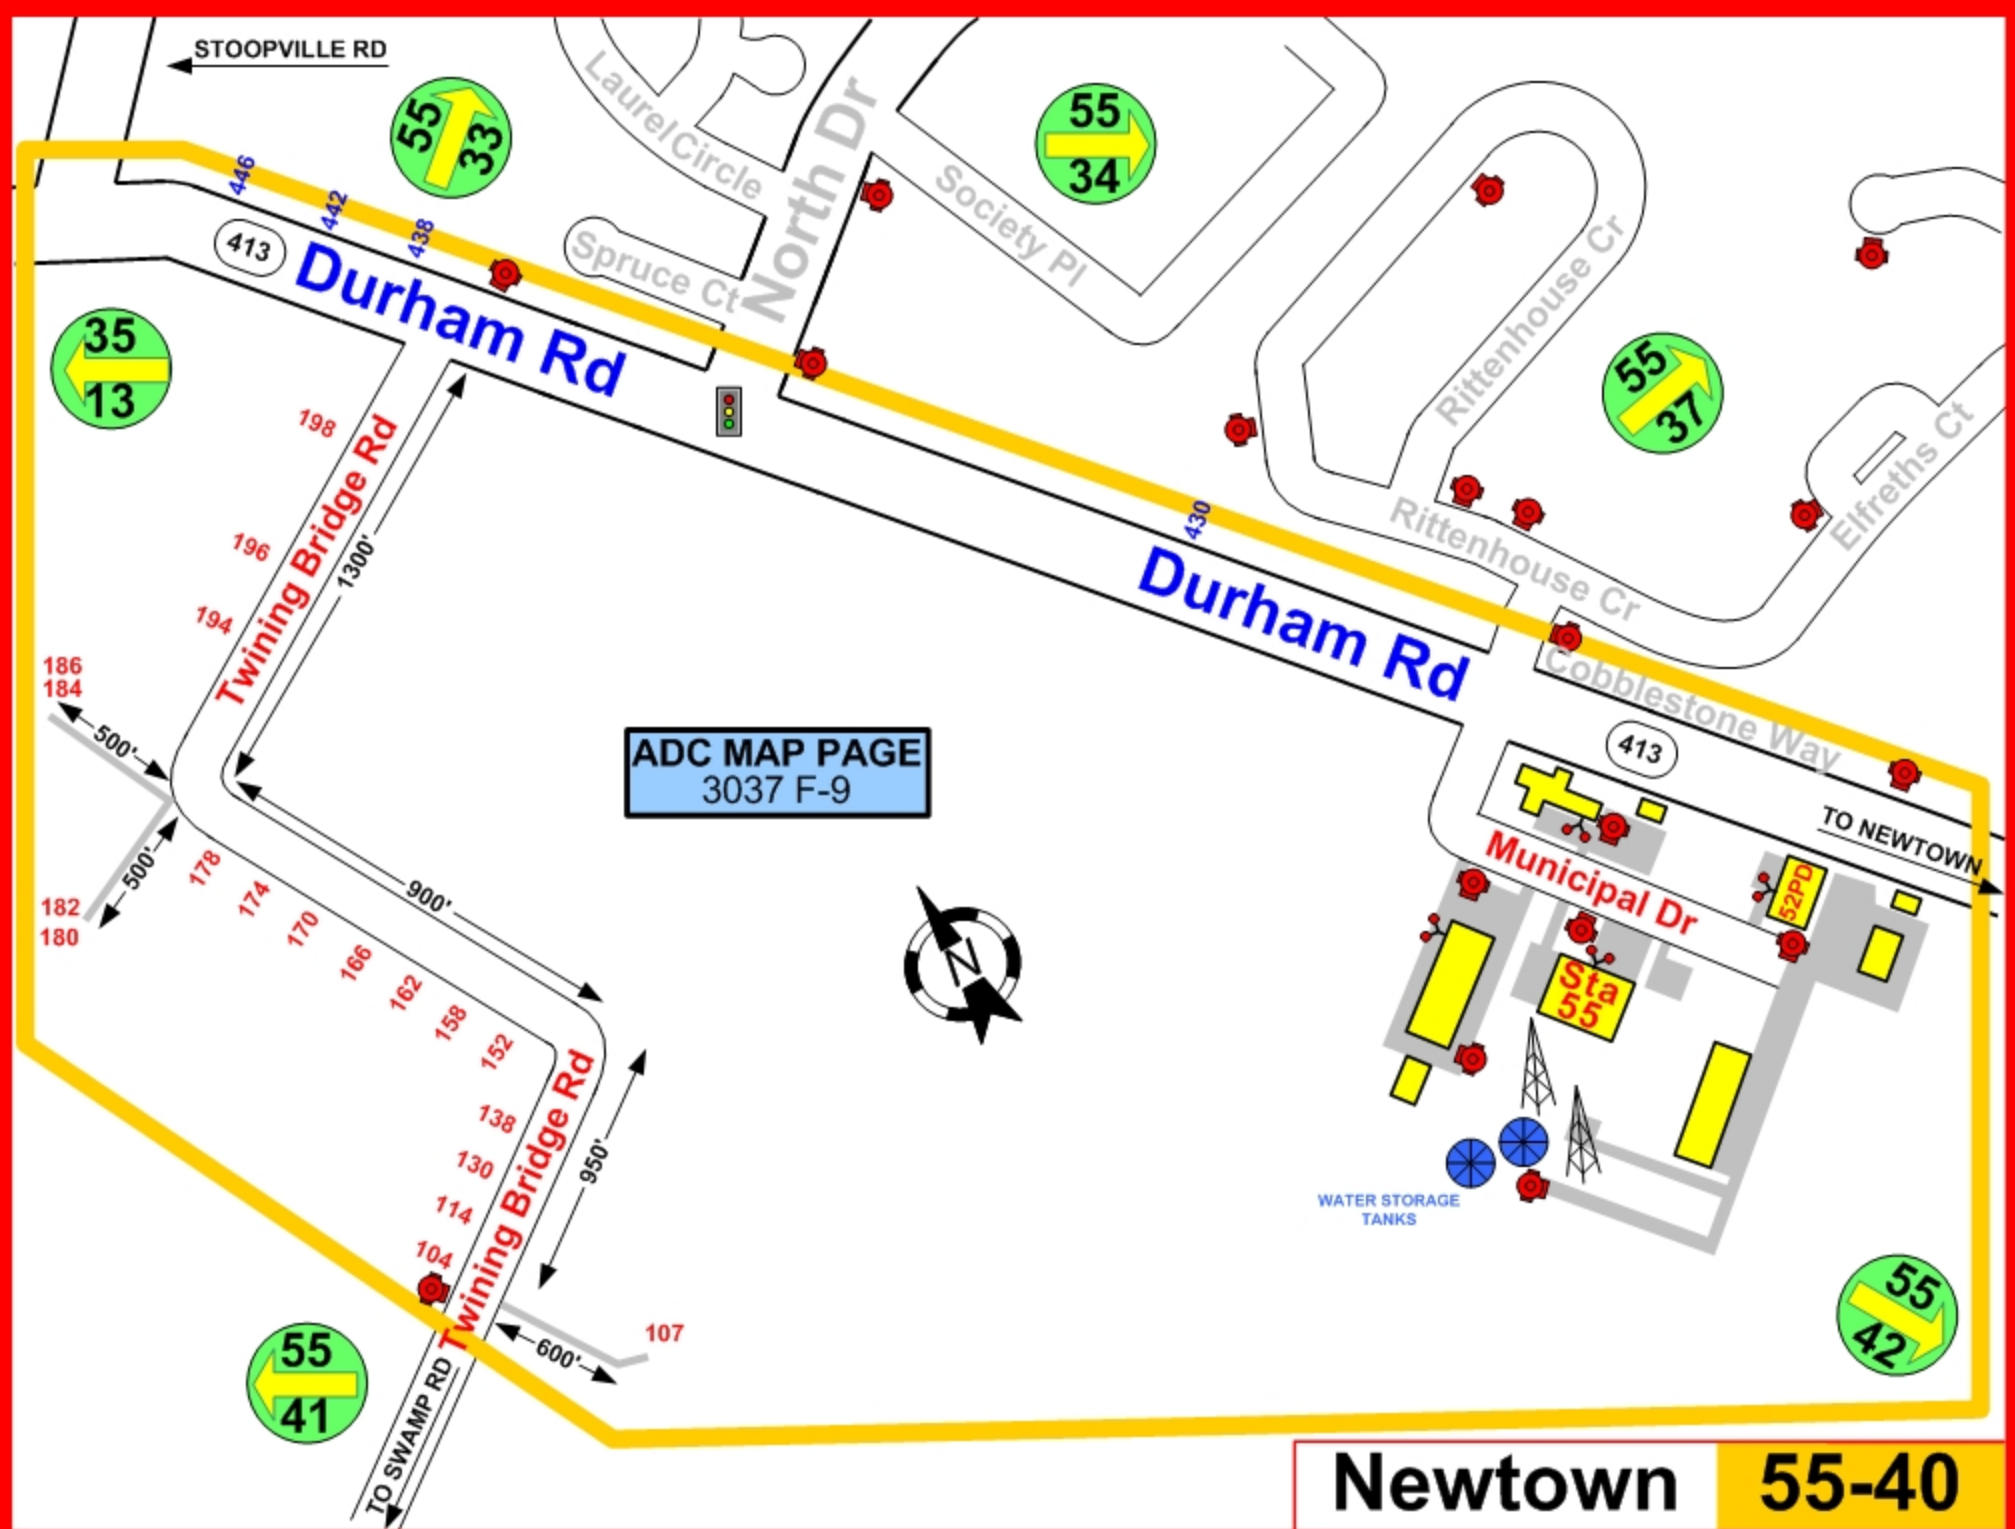 STOOPVILLE RD
55
33
Laurel Circle
North Dr
55
34
Society Pl
446
442
438
413
Durham Rd
Spruce Ct
Rittenhouse Cr
35
13
55
37
Elfreths Ct
198
Twining Bridge Rd
1300'
196
194
430
Rittenhouse Cr
Durham Rd
Cobblestone Way
413
186
184
500'
ADC MAP PAGE
3037 F-9
TO NEWTOWN
Municipal Dr
52PD
500'
182
180
178
174
170
166
162
158
152
900'
N
Sta
55
Twining Bridge Rd
138
130
114
104
950'
WATER STORAGE
TANKS
107
600'
55
41
TO SWAMP RD
55
42
Newtown
55-40